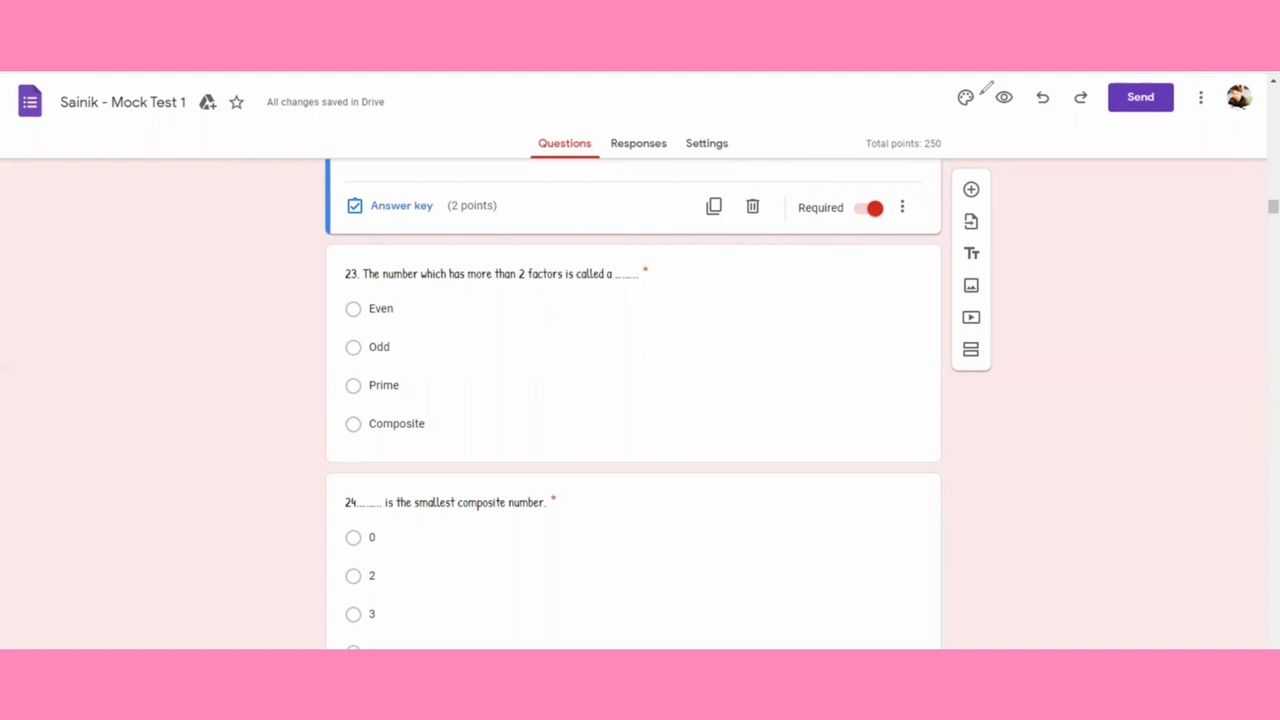 Sainik - Mock Test 1
All changes saved in Drive
Send
Questions
Responses
Settings
Total points: 250
Answer key (2 points)
Required
23. The number which has more than 2 factors is called a ........ *
Even
Odd
Prime
Composite
24......... is the smallest composite number. *
0
2
3